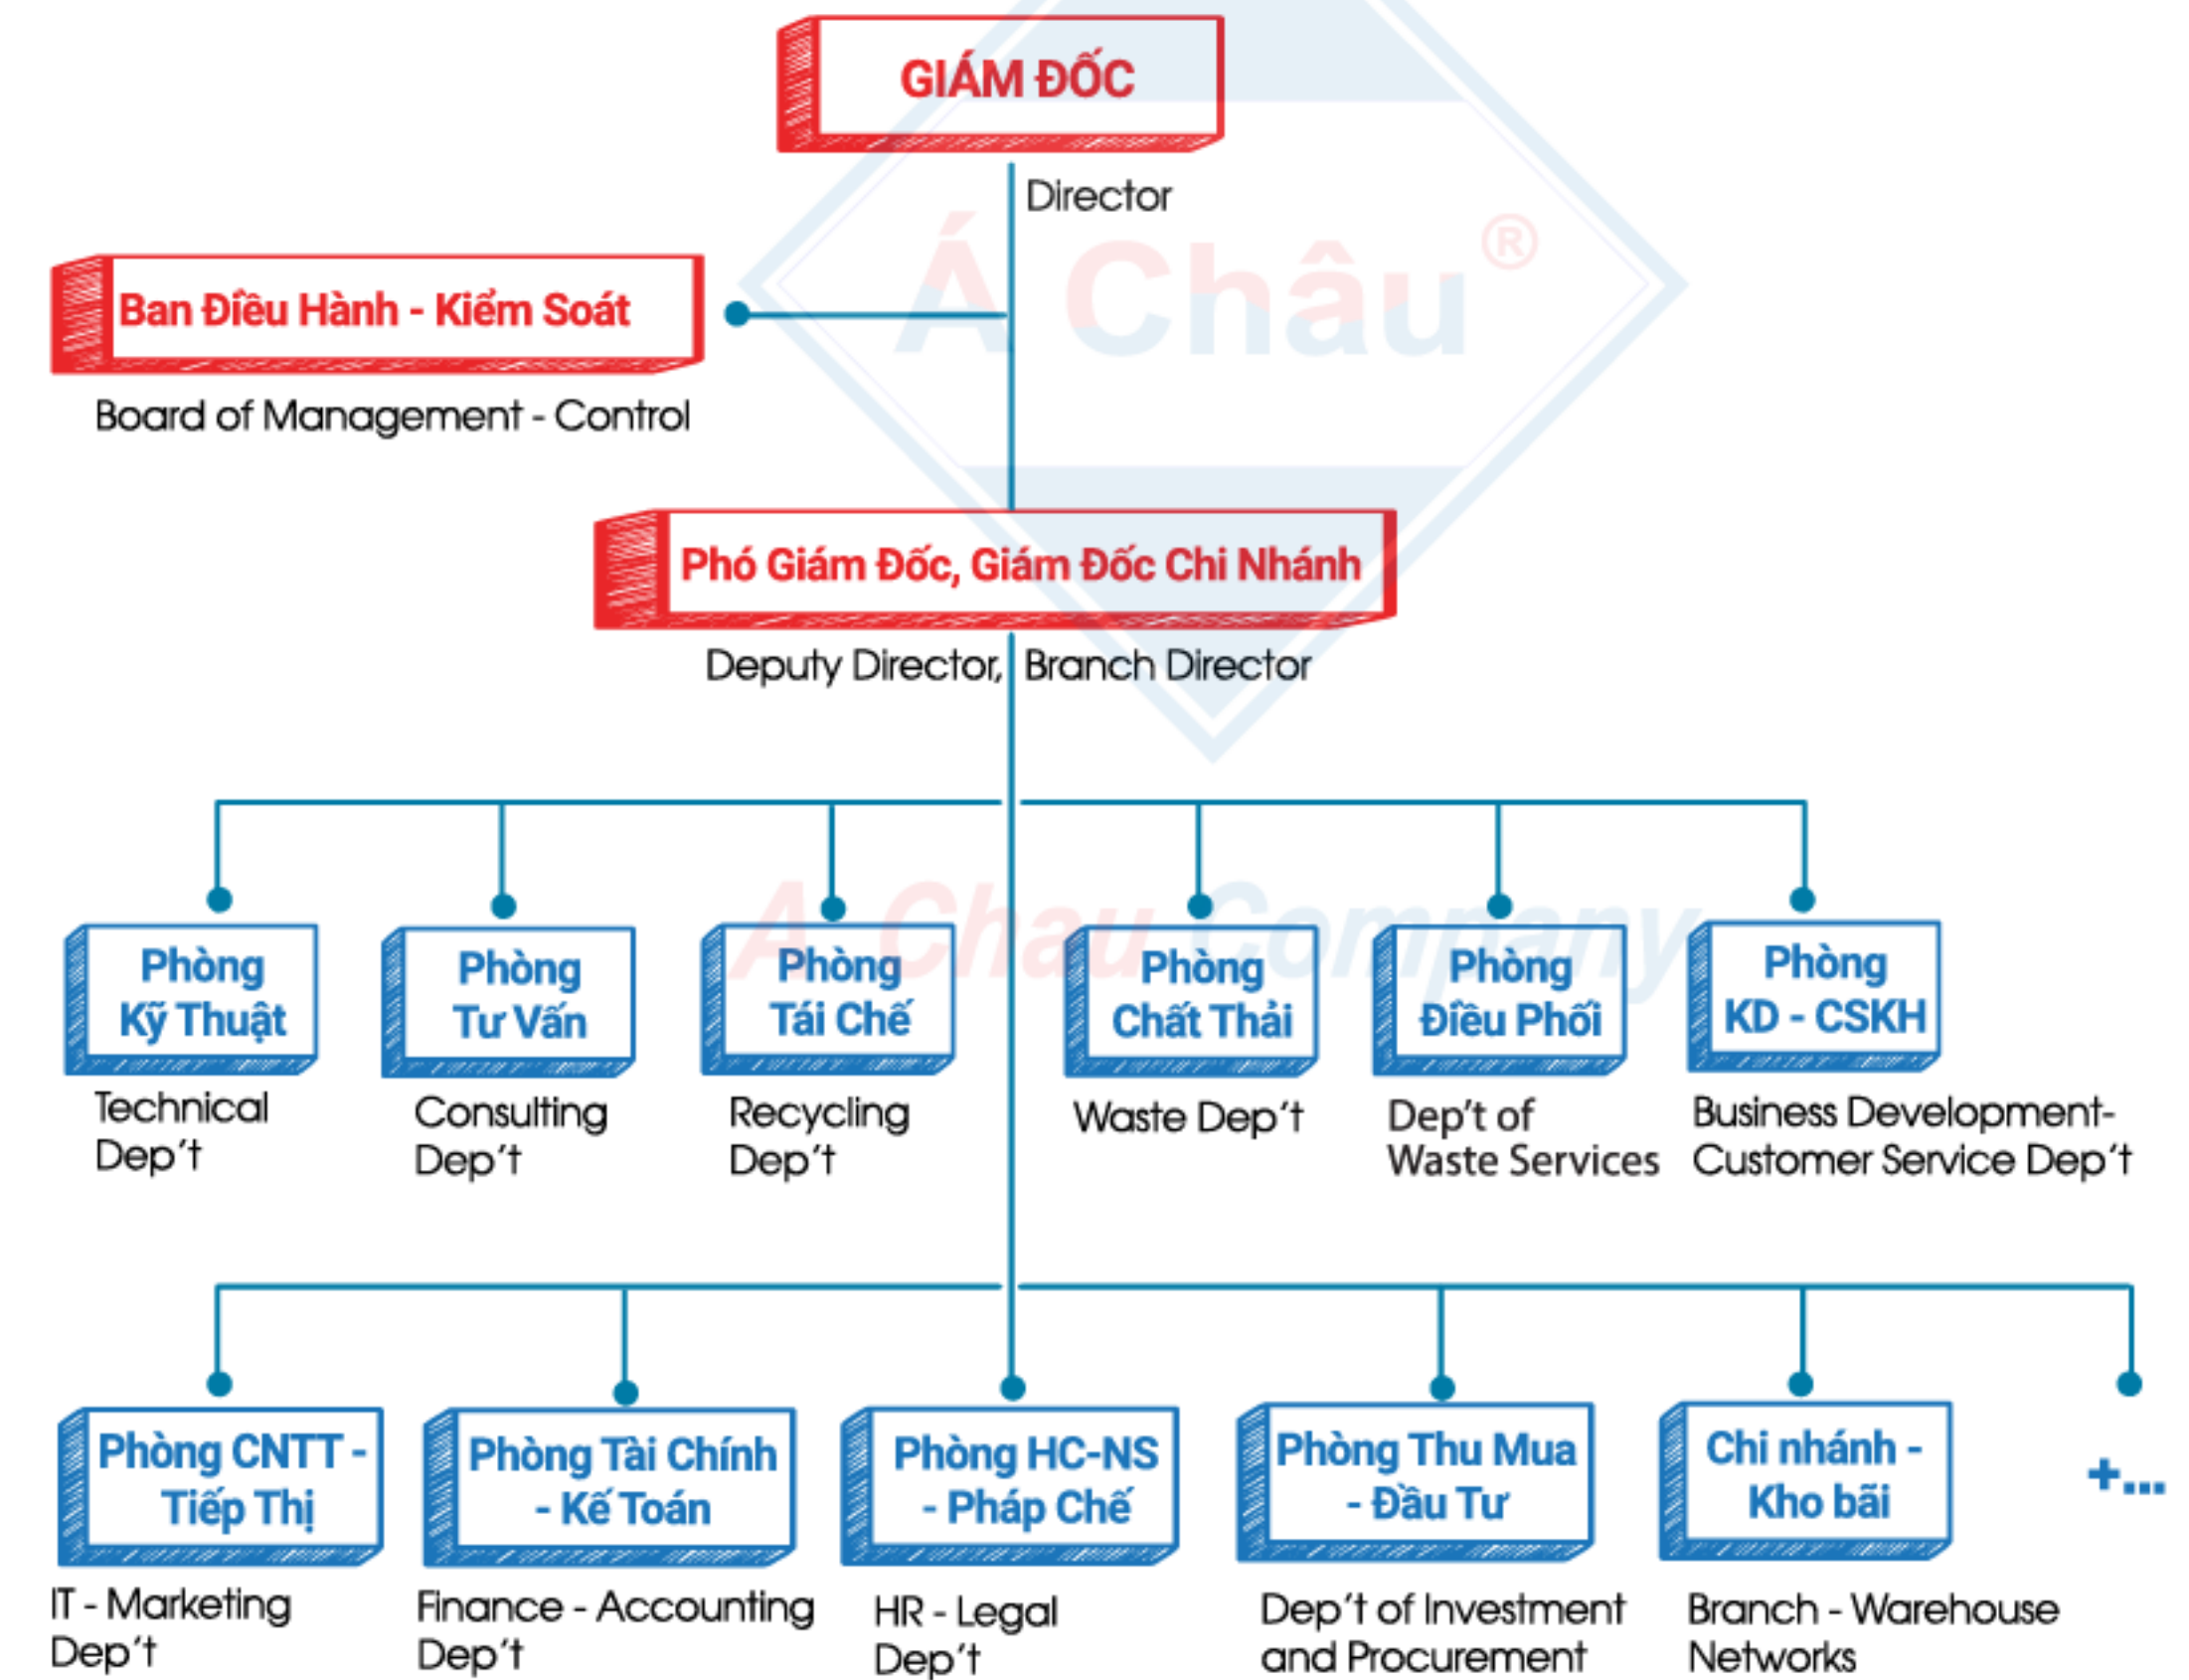 GIÁM ĐỐC
Director
Á Châu ®
Ban Điều Hành - Kiểm Soát
Board of Management - Control
Phó Giám Đốc, Giám Đốc Chi Nhánh
Deputy Director, Branch Director
A Chau Company
Phòng
Kỹ Thuật
Technical
Dep't
Phòng
Tư Vấn
Consulting
Dep't
Phòng
Tái Chế
Recycling
Dep't
Phòng
Chất Thải
Waste Dep't
Phòng
Điều Phối
Dep't of
Waste Services
Phòng
KD - CSKH
Business Development-
Customer Service Dep't
Phòng CNTT -
Tiếp Thị
IT - Marketing
Dep't
Phòng Tài Chính
- Kế Toán
Finance - Accounting
Dep't
Phòng HC-NS
- Pháp Chế
HR - Legal
Dep't
Phòng Thu Mua
- Đầu Tư
Dep't of Investment
and Procurement
Chi nhánh -
Kho bãi
Branch - Warehouse
Networks
+...